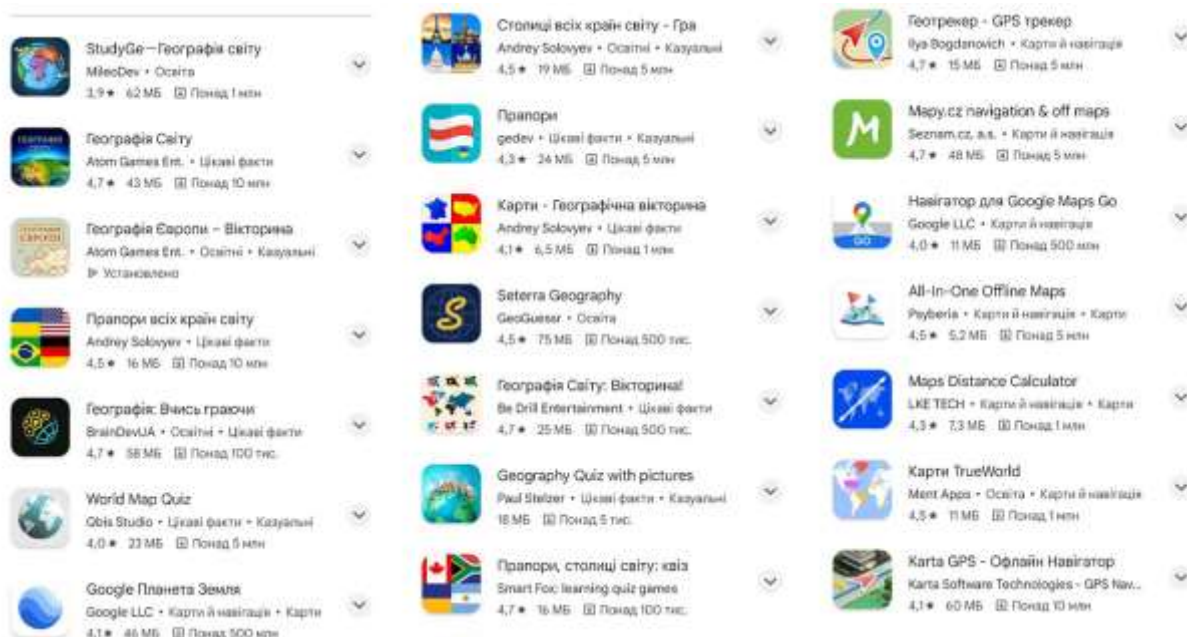 StudyGe—Географія світу
MileoDev • Освіта
3,9★ 62 МБ Понад 1 млн
Географія Світу
Atom Games Ent. • Цікаві факти
4,7★ 43 МБ Понад 10 млн
Географія Європи – Вікторина
Atom Games Ent. • Освітні • Казуальні
Установлено
Прапори всіх країн світу
Andrey Solovyev • Цікаві факти
4,5★ 16 МБ Понад 10 млн
Географія: Вчись граючи
BrainDevUA • Освітні • Цікаві факти
4,7★ 58 МБ Понад 100 тис.
World Map Quiz
Qbis Studio • Цікаві факти • Казуальні
4,0★ 23 МБ Понад 5 млн
Google Планета Земля
Google LLC • Карти й навігація • Карти
4,1★ 46 МБ Понад 500 млн
Столиці всіх країн світу - Гра
Andrey Solovyev • Освітні • Казуальні
4,5★ 19 МБ Понад 5 млн
Прапори
gedev • Цікаві факти • Казуальні
4,3★ 24 МБ Понад 5 млн
Карти - Географічна вікторина
Andrey Solovyev • Цікаві факти
4,1★ 6,5 МБ Понад 1 млн
Seterra Geography
GeoGuessr • Освіта
4,5★ 75 МБ Понад 500 тис.
Географія Світу: Вікторина!
Be Drill Entertainment • Цікаві факти
4,7★ 25 МБ Понад 500 тис.
Geography Quiz with pictures
Paul Stelzer • Цікаві факти • Казуальні
18 МБ Понад 5 тис.
Прапори, столиці світу: квіз
Smart Fox: learning quiz games
4,7★ 16 МБ Понад 100 тис.
Геотрекер - GPS трекер
Ilya Bogdanovich • Карти й навігація
4,7★ 15 МБ Понад 5 млн
Mapy.cz navigation & off maps
Seznam.cz, a.s. • Карти й навігація
4,7★ 48 МБ Понад 5 млн
Навігатор для Google Maps Go
Google LLC • Карти й навігація
4,0★ 11 МБ Понад 500 млн
GO
All-In-One Offline Maps
Psyberia • Карти й навігація • Карти
4,5★ 5,2 МБ Понад 5 млн
Maps Distance Calculator
LKE TECH • Карти й навігація • Карти
4,3★ 7,3 МБ Понад 1 млн
Карти TrueWorld
Ment Apps • Освіта • Карти й навігація
4,5★ 11 МБ Понад 1 млн
Karta GPS - Офлайн Навігатор
Karta Software Technologies - GPS Nav...
4,1★ 60 МБ Понад 10 млн